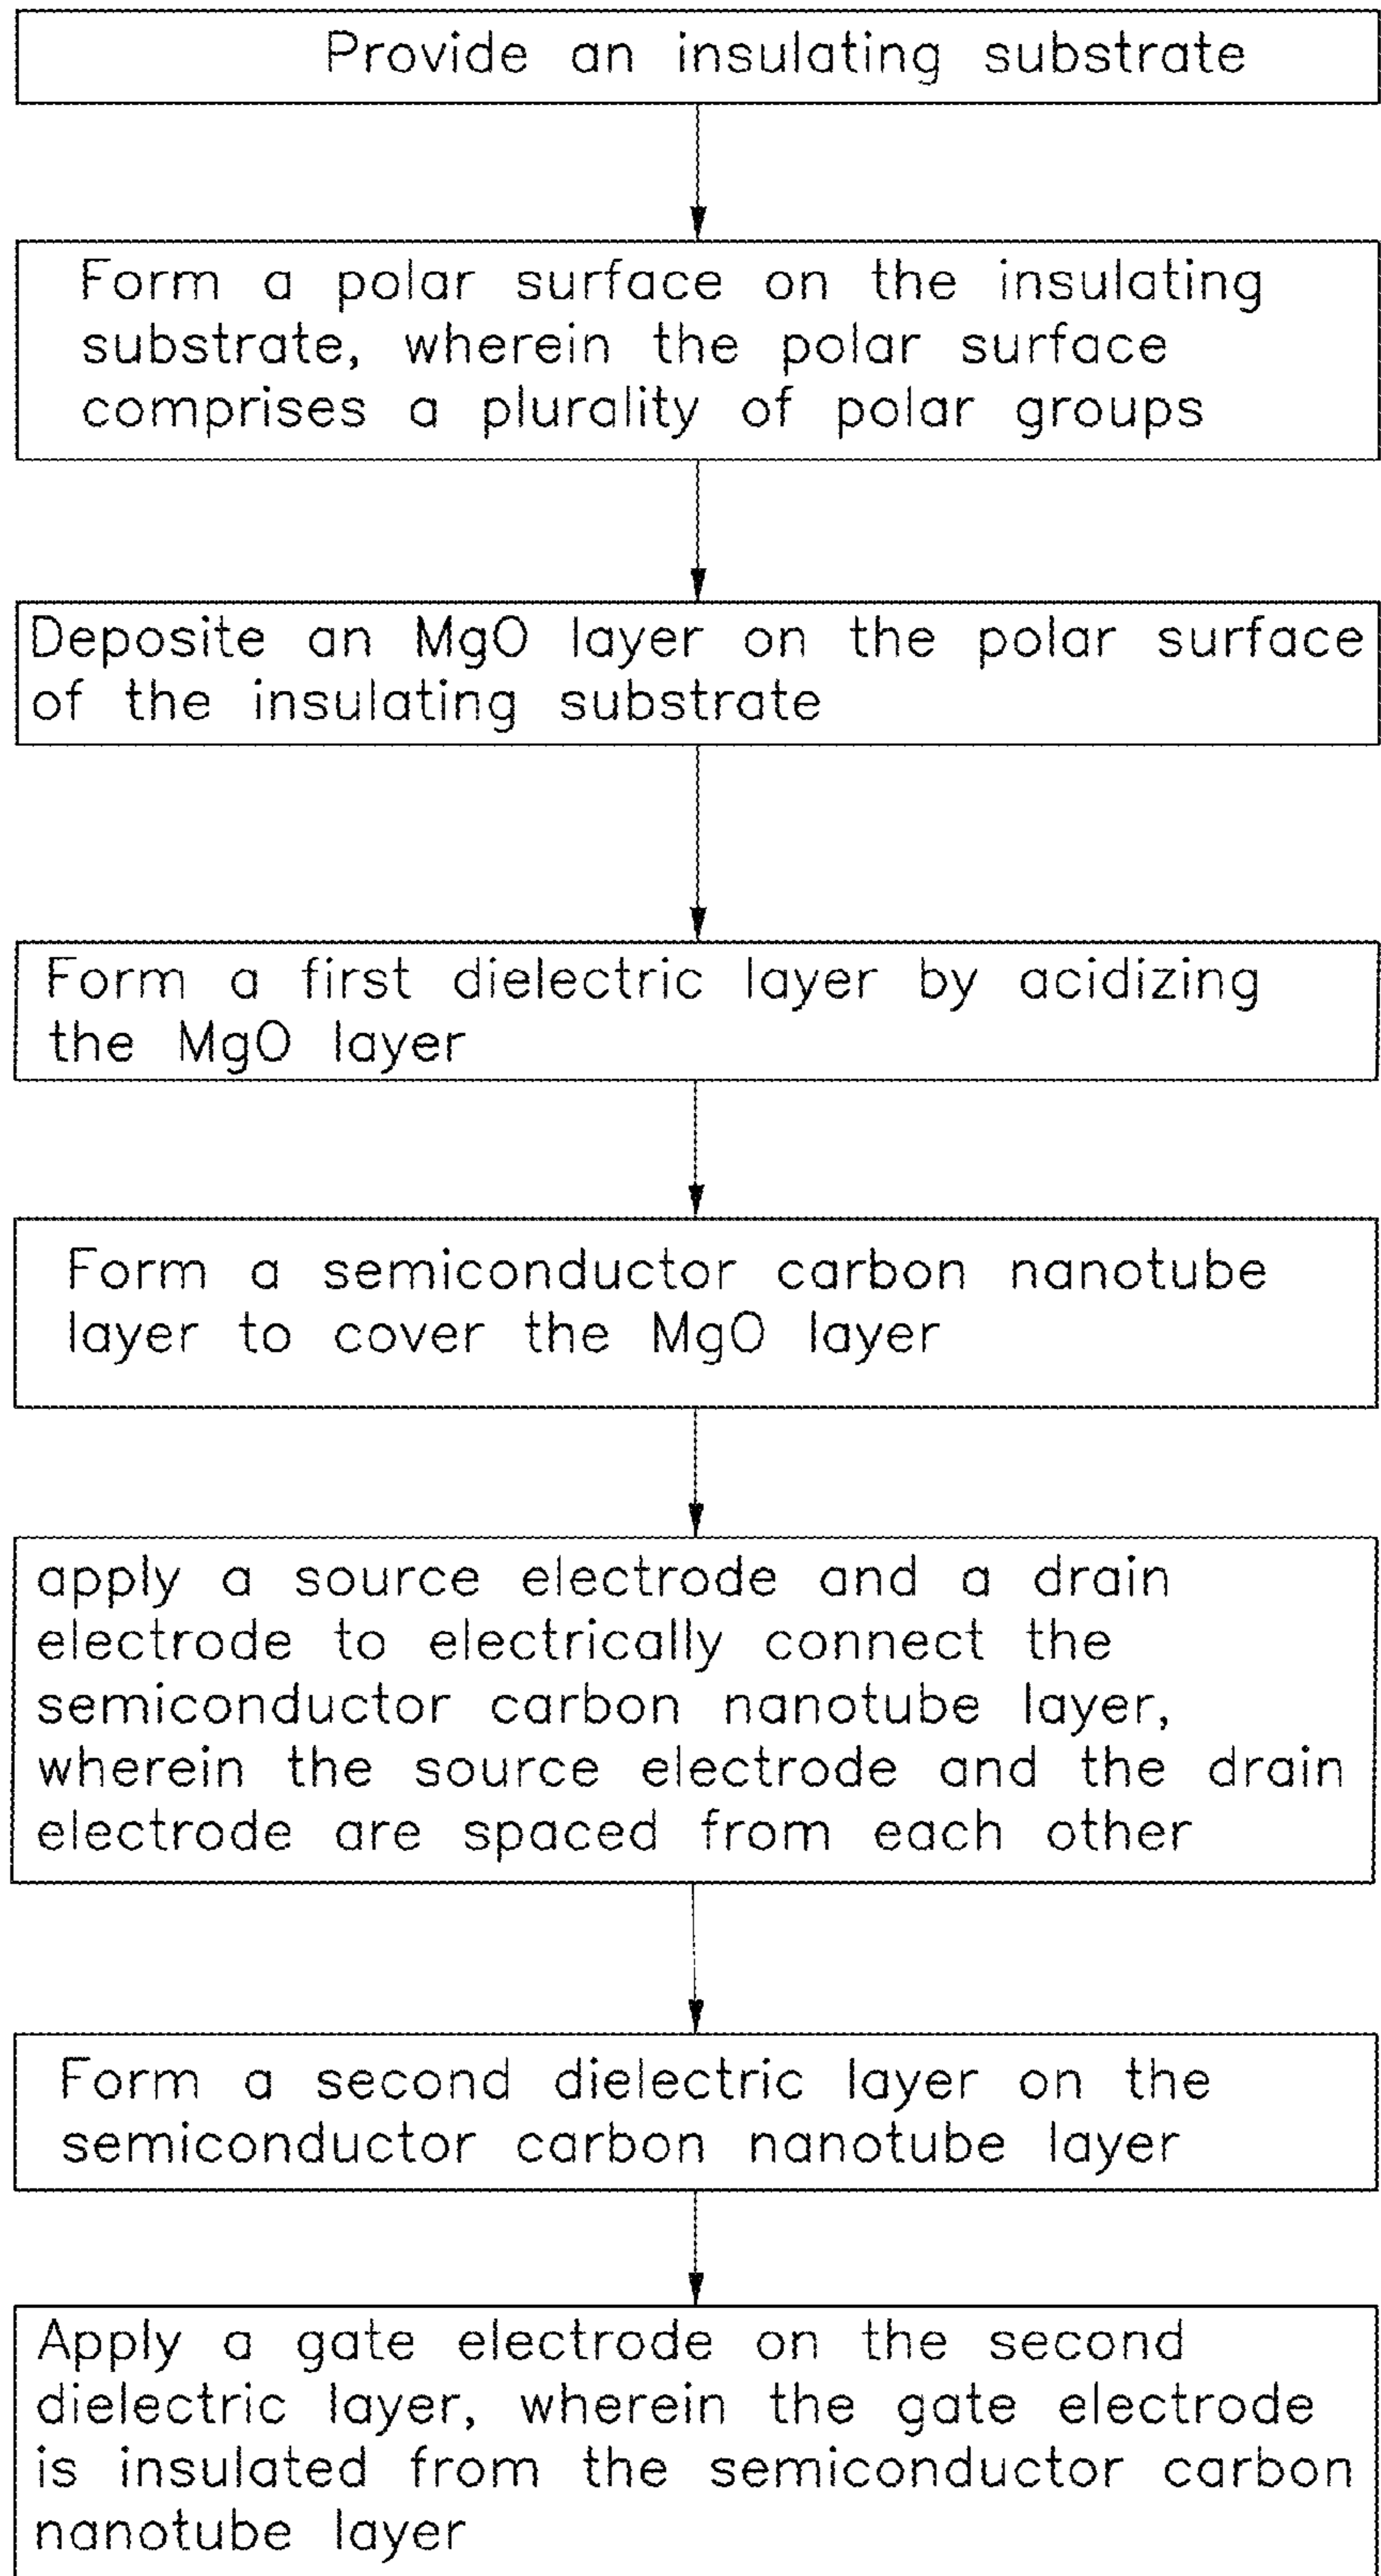 Provide an insulating substrate
Form a polar surface on the insulating
substrate, wherein the polar surface
comprises a plurality of polar groups
Deposite an MgO layer on the polar surface
of the insulating substrate
Form a first dielectric layer by acidizing
the MgO layer
Form a semiconductor carbon nanotube
layer to cover the MgO layer
apply a source electrode and a drain
electrode to electrically connect the
semiconductor carbon nanotube layer,
wherein the source electrode and the drain
electrode are spaced from each other
Form a second dielectric layer on the
semiconductor carbon nanotube layer
Apply a gate electrode on the second
dielectric layer, wherein the gate electrode
is insulated from the semiconductor carbon
nanotube layer